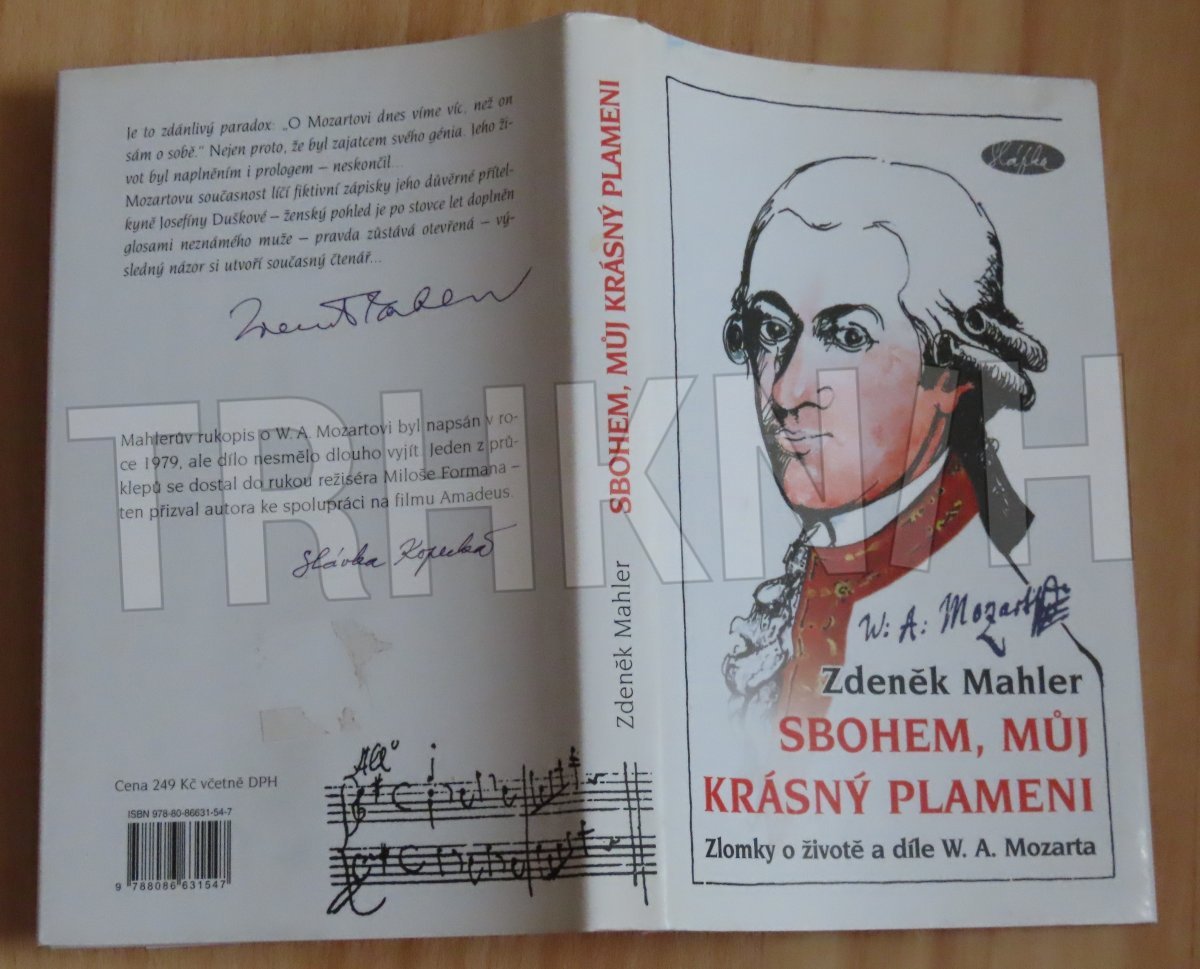 Je to zdánlivý paradox: „O Mozartovi dnes víme víc, než on
sám o sobě.“ Nejen proto, že byl zajatcem svého génia. Jeho ži-
vot byl naplněním i prologem – neskončil...
Mozartovu současnost líčí fiktivní zápisky jeho důvěrné přítel-
kyně Josefíny Duškové – ženský pohled je po stovce let doplněn
glosami neznámého muže – pravda zůstává otevřená – vý-
sledný názor si utvoří současný čtenář...
Mahlerův rukopis o W. A. Mozartovi byl napsán v ro-
ce 1979, ale dílo nesmělo dlouho vyjít. Jeden z prů-
klepů se dostal do rukou režiséra Miloše Formana –
ten přizval autora ke spolupráci na filmu Amadeus.
Slávka Kopecká
Cena 249 Kč včetně DPH
ISBN 978-80-86631-54-7
9 788086 631547
Zdeněk Mahler SBOHEM, MŮJ KRÁSNÝ PLAMENI
Slávka
W: A: Mozart
Zdeněk Mahler
SBOHEM, MŮJ
KRÁSNÝ PLAMENI
Zlomky o životě a díle W. A. Mozarta
TRHKNIH